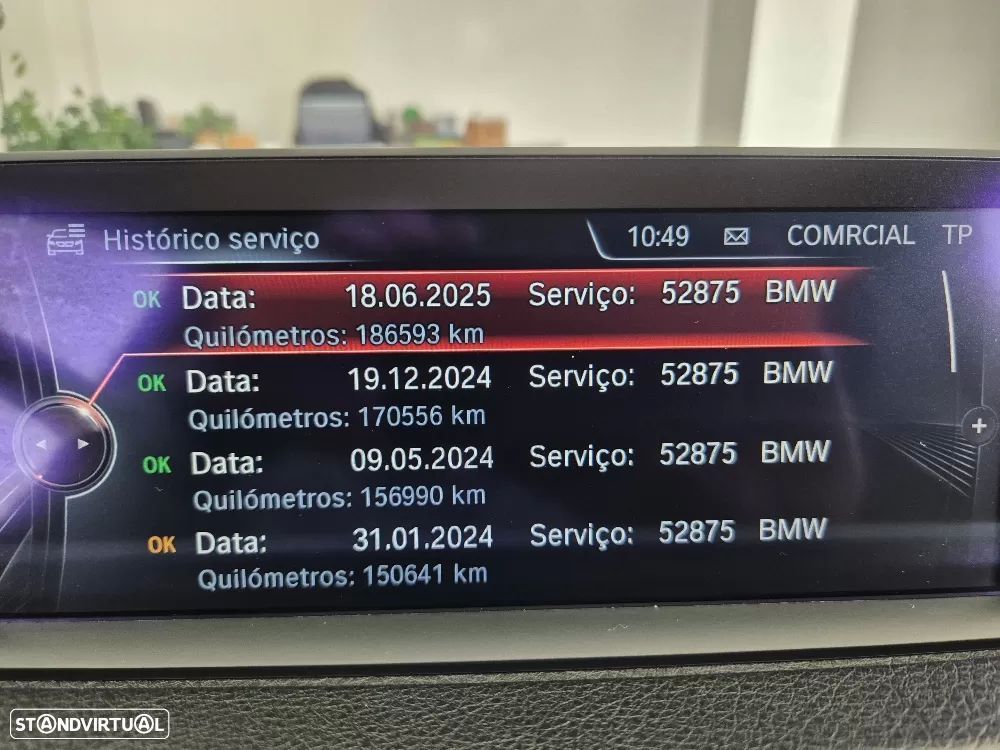 Histórico serviço 10:49 COMRCIAL TP
OK Data: 18.06.2025 Serviço: 52875 BMW
Quilómetros: 186593 km
OK Data: 19.12.2024 Serviço: 52875 BMW
Quilómetros: 170556 km
OK Data: 09.05.2024 Serviço: 52875 BMW
Quilómetros: 156990 km
OK Data: 31.01.2024 Serviço: 52875 BMW
Quilómetros: 150641 km
STANDVIRTUAL